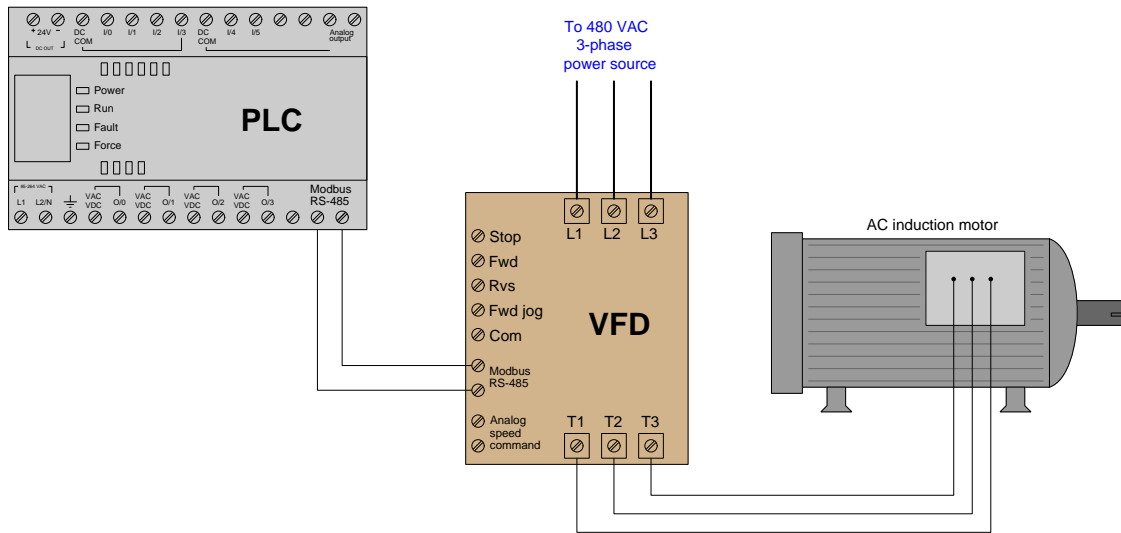 + 24V -
DC OUT
DC
COM
I/0
I/1
I/2
I/3
DC
COM
I/4
I/5
Analog
output
Power
Run
Fault
Force
PLC
85-264 VAC
L1
L2/N
VAC
VDC
O/0
VAC
VDC
O/1
VAC
VDC
O/2
VAC
VDC
O/3
Modbus
RS-485
To 480 VAC
3-phase
power source
L1
L2
L3
Stop
Fwd
Rvs
Fwd jog
Com
VFD
Modbus
RS-485
Analog
speed
command
T1
T2
T3
AC induction motor